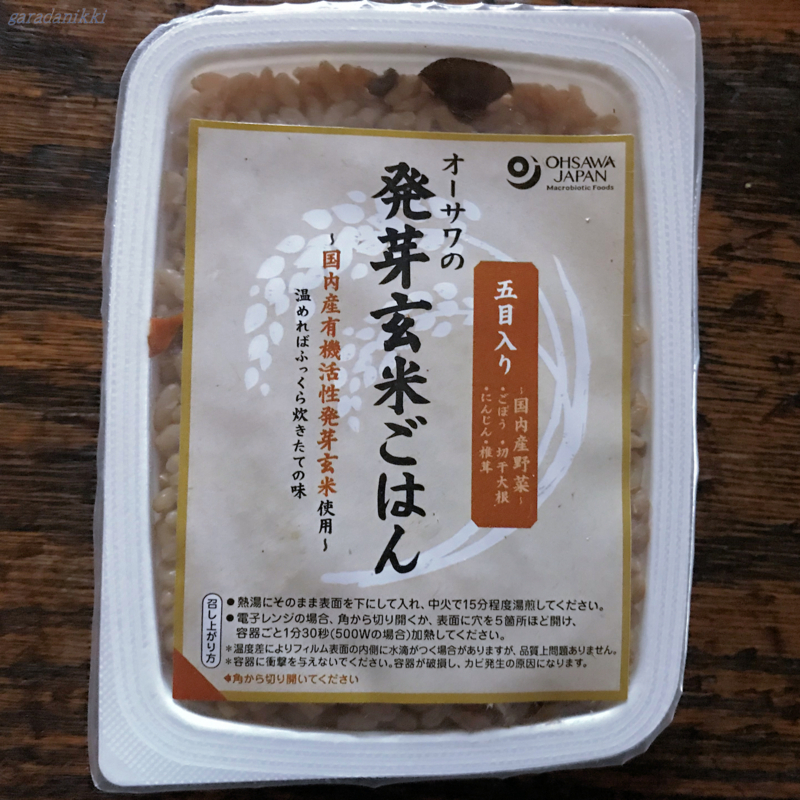 garadanikki
OHSAWA
JAPAN
Macrobiotic Foods
オーサワの
発芽玄米ごはん
五目入り
~国内産野菜~
・ごぼう ・切干大根
・にんじん ・椎茸
~国内産有機活性発芽玄米使用~
温めればふっくら炊きたての味
召し上がり方
●熱湯にそのまま表面を下にして入れ、中火で15分程度湯煎してください。
●電子レンジの場合、角から切り開くか、表面に穴を5箇所ほど開け、
容器ごと1分30秒(500Wの場合)加熱してください。
*温度差によりフィルム表面の内側に水滴がつく場合がありますが、品質上問題ありません。
*容器に衝撃を与えないでください。容器が破損し、カビ発生の原因になります。
角から切り開いてください